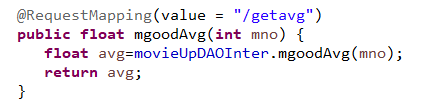 @RequestMapping(value = "/getavg")
public float mgoodAvg(int mno) {
    float avg=movieUpDAOInter.mgoodAvg(mno);
    return avg;
}